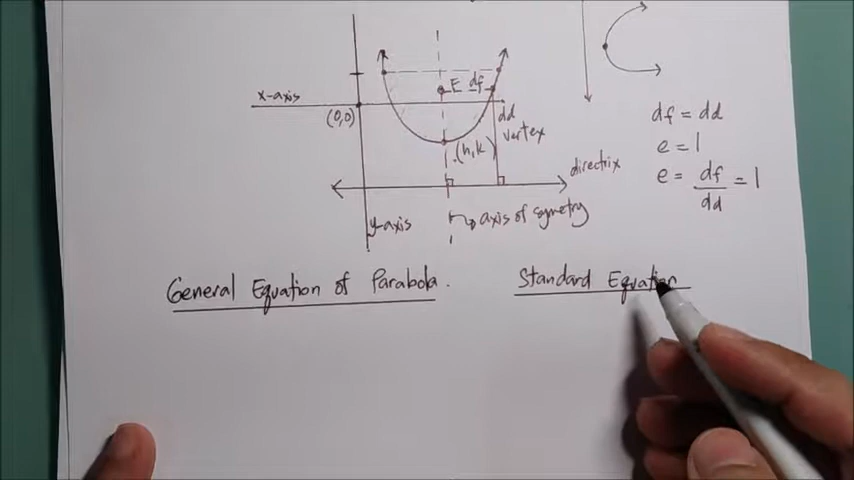 E df
x-axis
(0,0)
dd
vertex
(h,k)
df = dd
e = 1
e = df/dd = 1
directrix
y-axis
axis of symetry
General Equation of Parabola.
Standard Equation